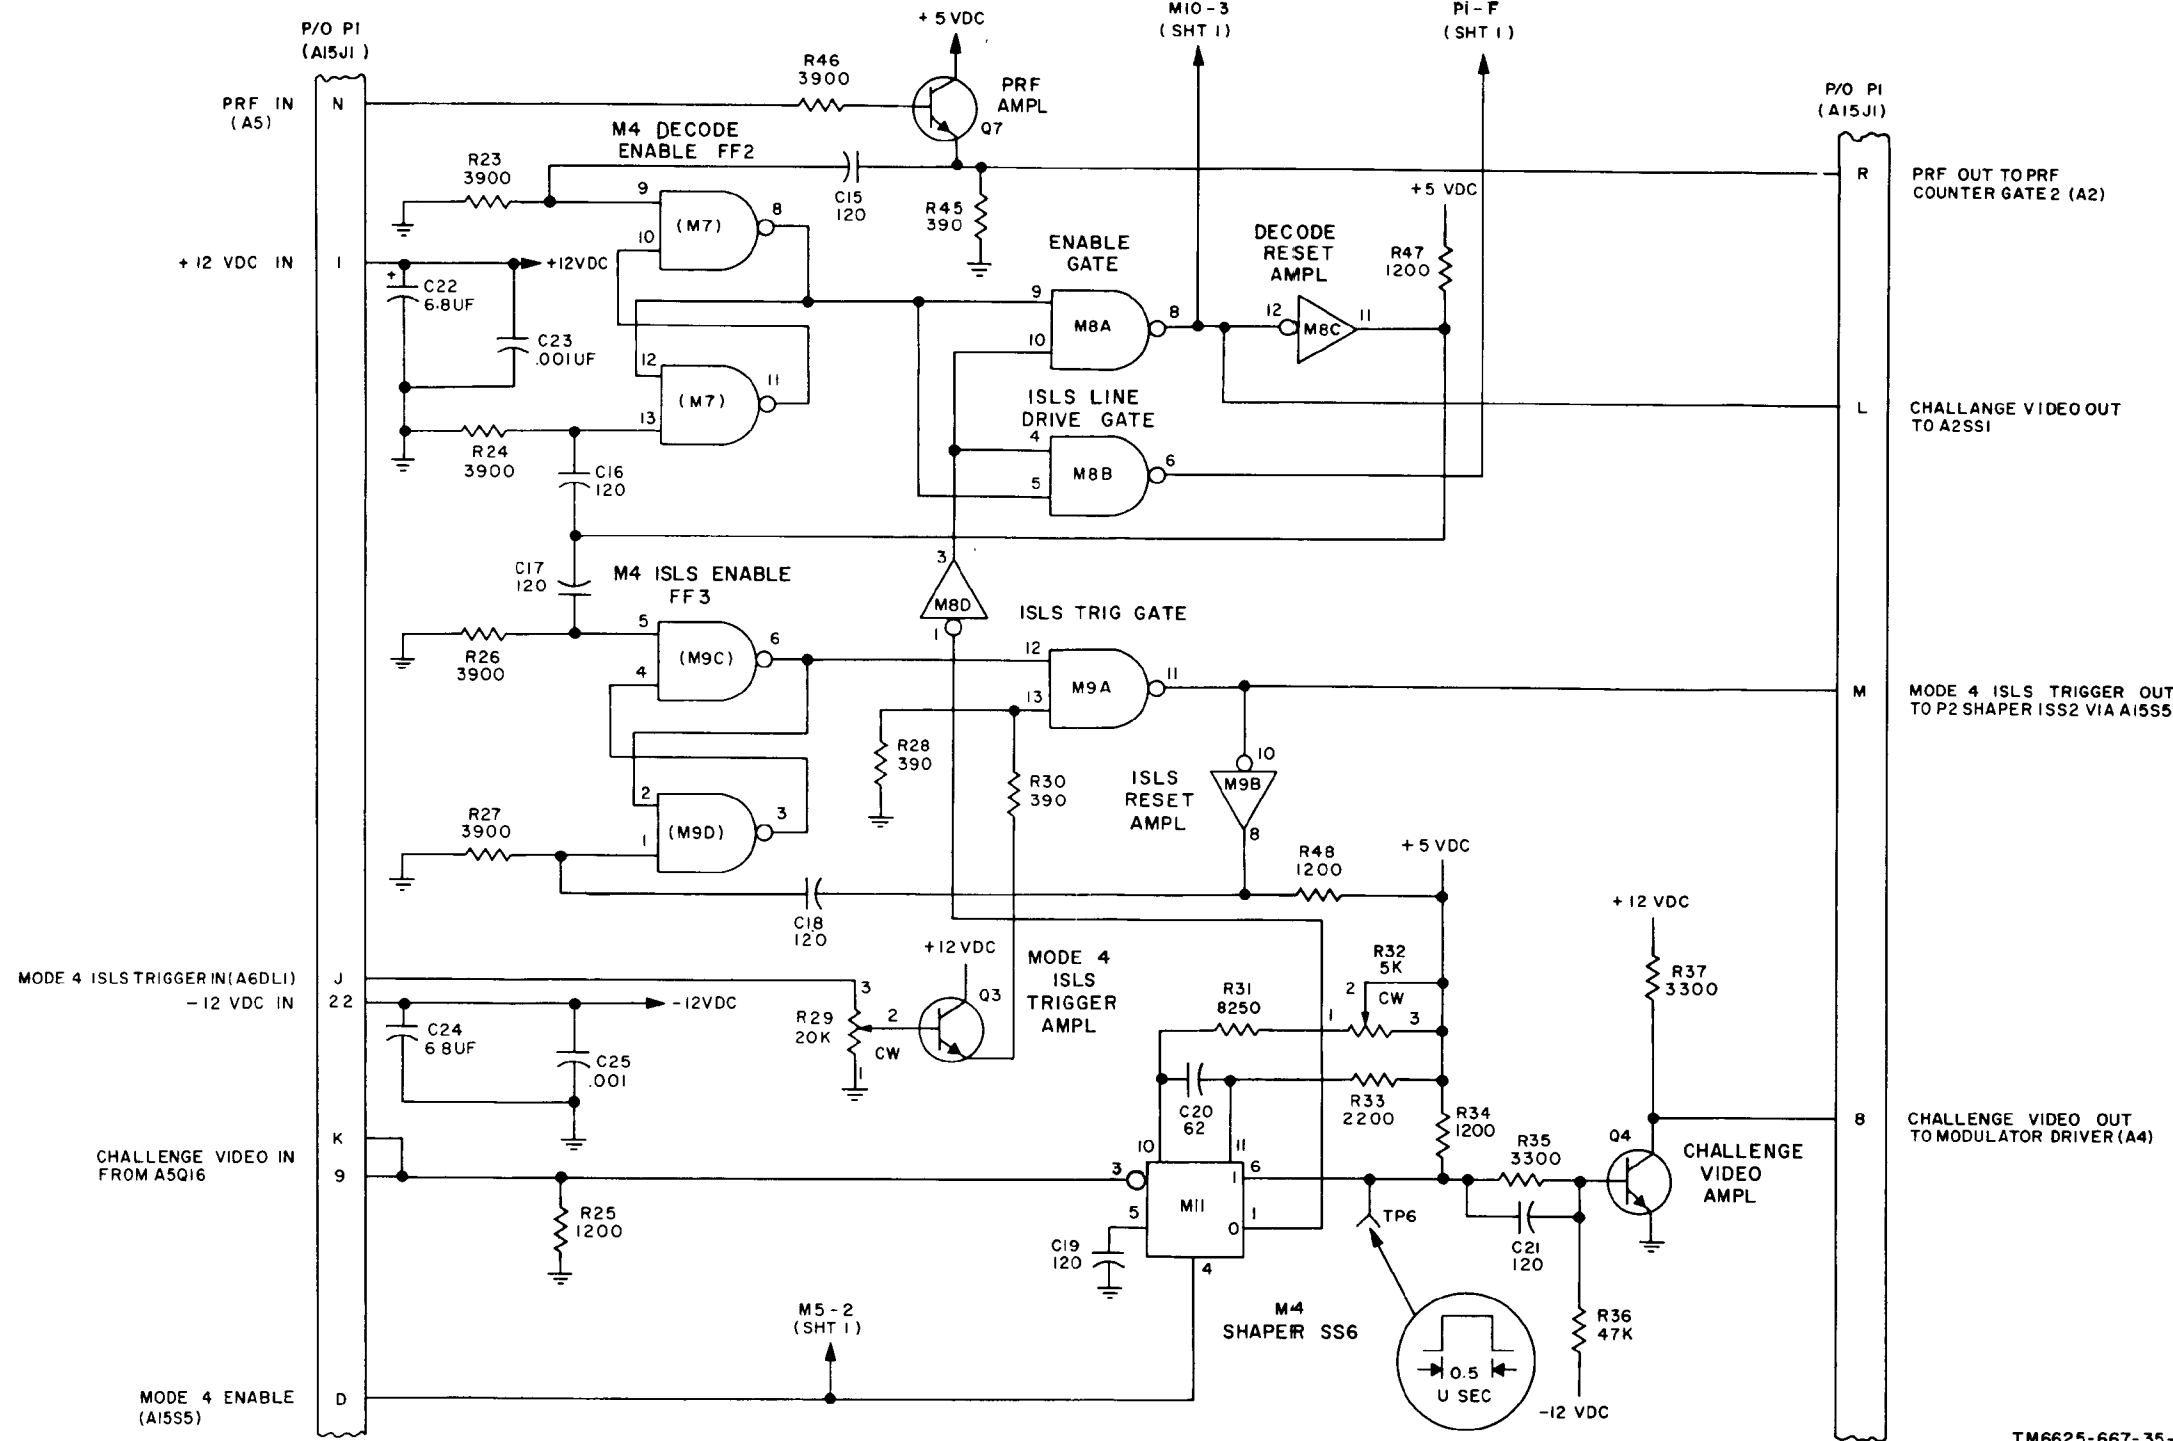 P/O P1
(A15J1)
+ 5 VDC
M10-3
(SHT 1)
P1-F
(SHT 1)
P/O P1
(A15J1)
PRF IN
(A5)
N
R46
3900
PRF
AMPL
Q7
M4 DECODE
ENABLE FF2
R23
3900
C15
120
R45
390
9
10
(M7)
8
+5 VDC
R
PRF OUT TO PRF
COUNTER GATE 2 (A2)
+ 12 VDC IN
1
+12VDC
+
C22
6.8UF
C23
.001UF
ENABLE
GATE
DECODE
RESET
AMPL
R47
1200
9
10
M8A
8
12
M8C
11
12
13
(M7)
11
R24
3900
C16
120
ISLS LINE
DRIVE GATE
4
5
M8B
6
L
CHALLANGE VIDEO OUT
TO A2SS1
C17
120
M4 ISLS ENABLE
FF3
3
M8D
1
ISLS TRIG GATE
R26
3900
5
4
(M9C)
6
12
13
M9A
11
M
MODE 4 ISLS TRIGGER OUT
TO P2 SHAPER ISS2 VIA A15S5
R28
390
R30
390
ISLS
RESET
AMPL
10
M9B
8
R27
3900
2
1
(M9D)
3
C18
120
R48
1200
+ 5 VDC
+ 12 VDC
MODE 4 ISLS TRIGGER IN (A6DL1)
J
-12 VDC IN
22
-12VDC
C24
6 8UF
C25
.001
3
R29
20K
2
CW
1
+12VDC
Q3
MODE 4
ISLS
TRIGGER
AMPL
R32
5K
2
CW
R31
8250
1
3
R37
3300
C20
62
R33
2200
R34
1200
K
CHALLENGE VIDEO IN
FROM A5Q16
9
R25
1200
10
11
3
6
1
M11
5
1
0
4
C19
120
TP6
R35
3300
C21
120
Q4
CHALLENGE
VIDEO
AMPL
8
CHALLENGE VIDEO OUT
TO MODULATOR DRIVER (A4)
R36
47K
-12 VDC
M5-2
(SHT 1)
M4
SHAPER SS6
0.5
U SEC
MODE 4 ENABLE
(A15S5)
D
TM6625-667-35-